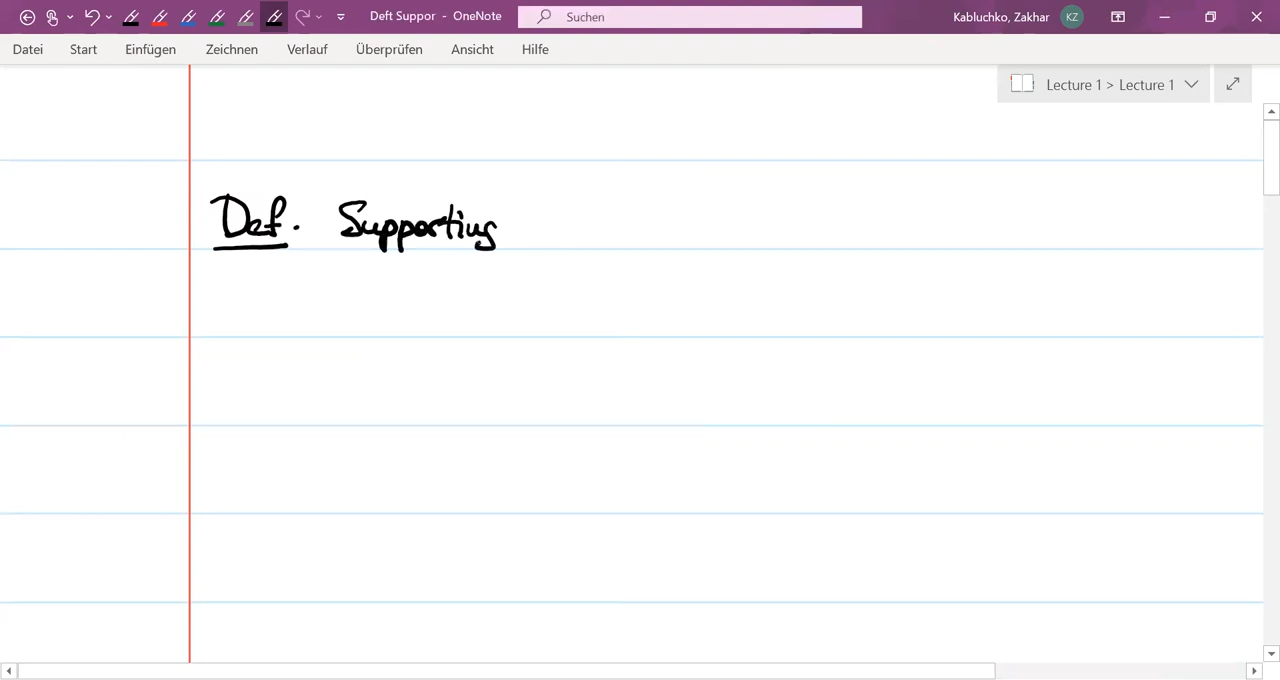 Deft Suppor - OneNote
Suchen
Kabluchko, Zakhar
KZ
Datei Start Einfügen Zeichnen Verlauf Überprüfen Ansicht Hilfe
Lecture 1 > Lecture 1
Def. Supporting